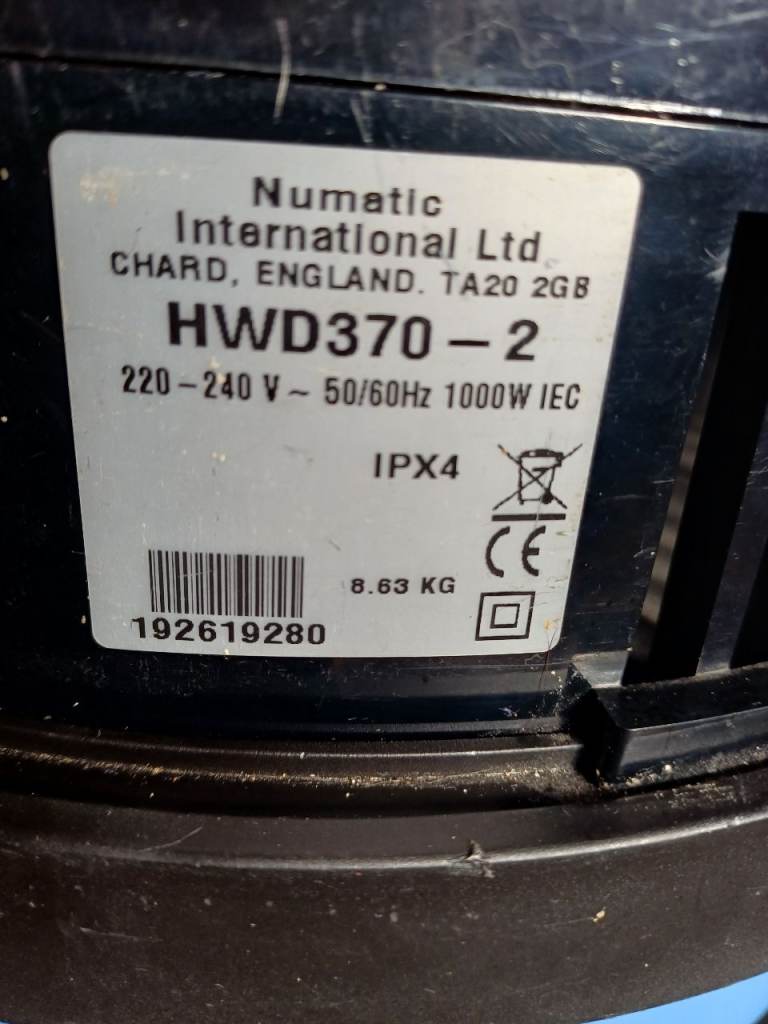 Numatic
International Ltd
CHARD, ENGLAND. TA20 2GB
HWD370 - 2
220 - 240 V ~ 50/60Hz 1000W IEC
IPX4
CE
8.63 KG
192619280